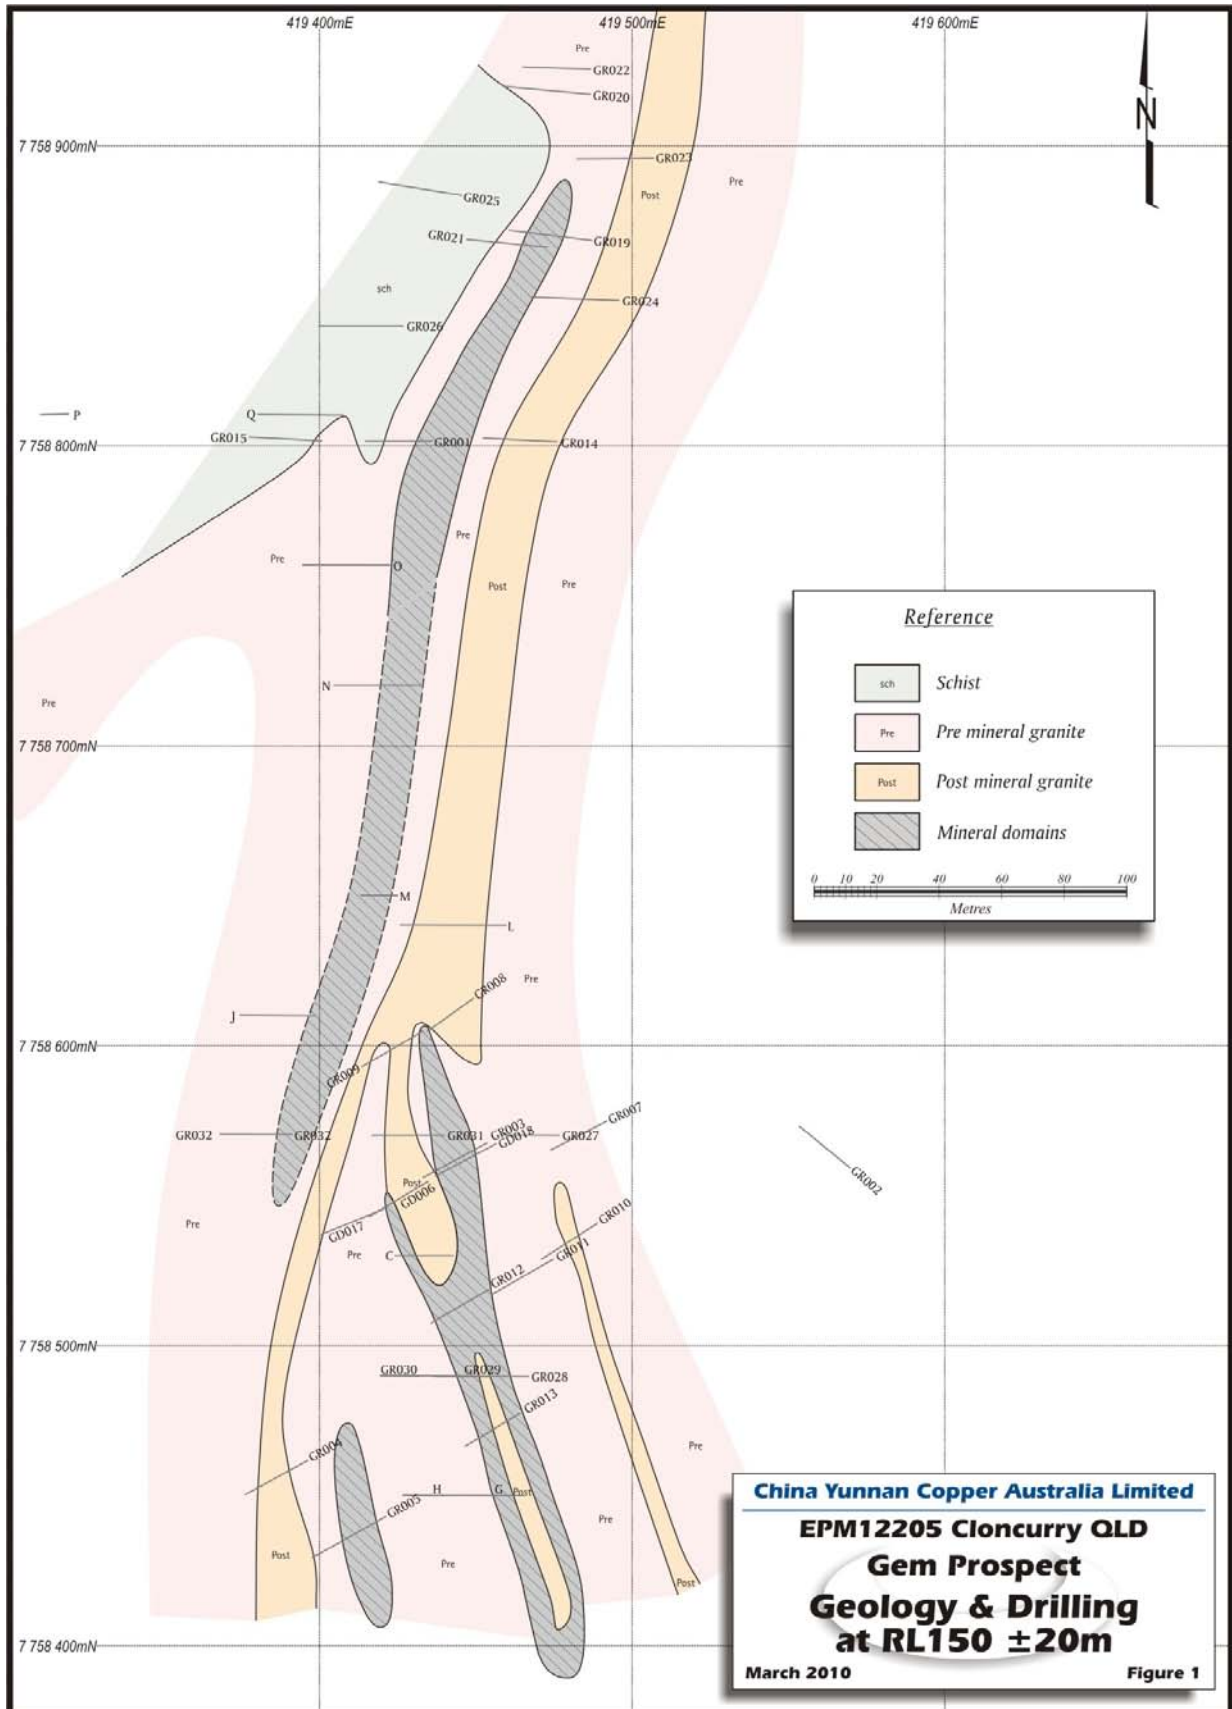 419 400mE
419 500mE
419 600mE
Pre
GR022
GR020
N
7 758 900mN
GR023
Pre
Post
GR025
GR021
GR019
sch
GR024
GR026
P
Q
GR015
GR001
GR014
7 758 800mN
Pre
Pre
O
Post
Pre
N
Pre
7 758 700mN
M
L
Pre
GR008
J
7 758 600mN
GR009
GR007
GR003
GD018
GR032
GR032
GR031
GR027
GR002
Post
GD006
GR010
Pre
GD017
Pre
C
GR011
GR012
7 758 500mN
GR030
GR029
GR028
GR013
GR004
Pre
H
G
Post
GR005
Pre
Post
Pre
Post
7 758 400mN
Reference
sch
Schist
Pre
Pre mineral granite
Post
Post mineral granite
Mineral domains
0 10 20 40 60 80 100
Metres
China Yunnan Copper Australia Limited
EPM12205 Cloncurry QLD
Gem Prospect
Geology & Drilling
at RL150 ±20m
March 2010
Figure 1